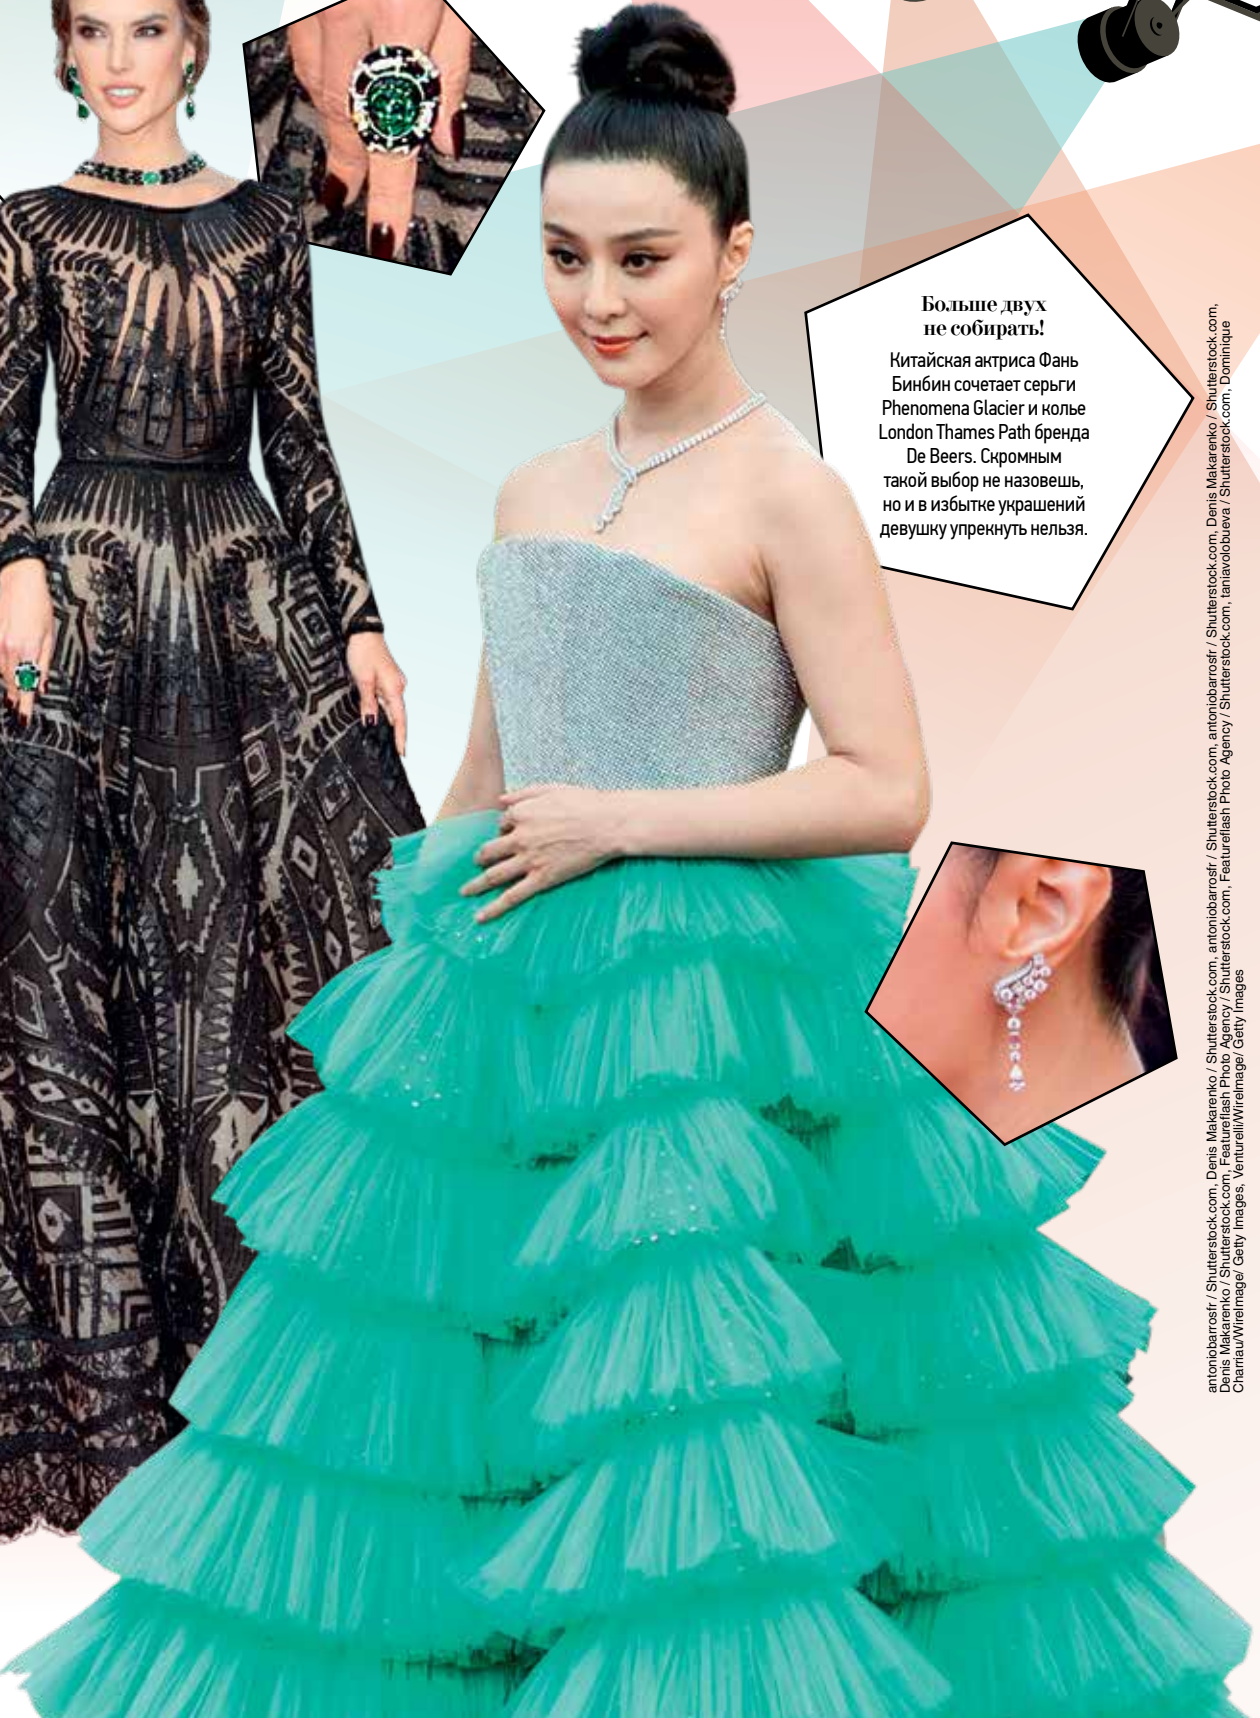 Больше двух
не собирать!
Китайская актриса Фань
Бинбин сочетает серьги
Phenomena Glacier и колье
London Thames Path бренда
De Beers. Скромным
такой выбор не назовешь,
но и в избытке украшений
девушку упрекнуть нельзя.
antoniobarrosfr / Shutterstock.com, Denis Makarenko / Shutterstock.com, antoniobarrosfr / Shutterstock.com, antoniobarrosfr / Shutterstock.com, Denis Makarenko / Shutterstock.com,
Denis Makarenko / Shutterstock.com, Featureflash Photo Agency / Shutterstock.com, Featureflash Photo Agency / Shutterstock.com, taniavolobueva / Shutterstock.com, Dominique
Charriau/WireImage/ Getty Images, Venturelli/WireImage/ Getty Images